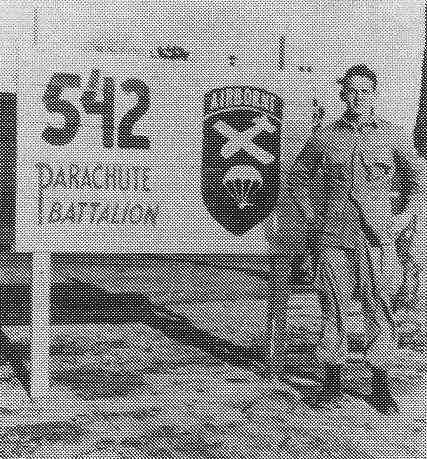 542
PARACHUTE
BATTALION
AIRBORNE